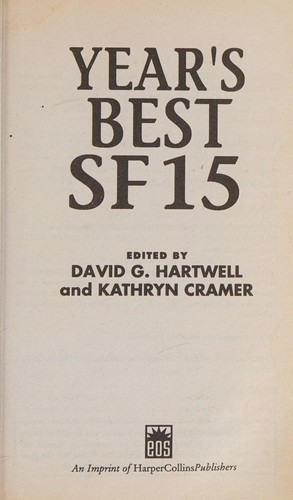 YEAR'S
BEST
SF 15
EDITED BY
DAVID G. HARTWELL
and KATHRYN CRAMER
eos
An Imprint of HarperCollinsPublishers